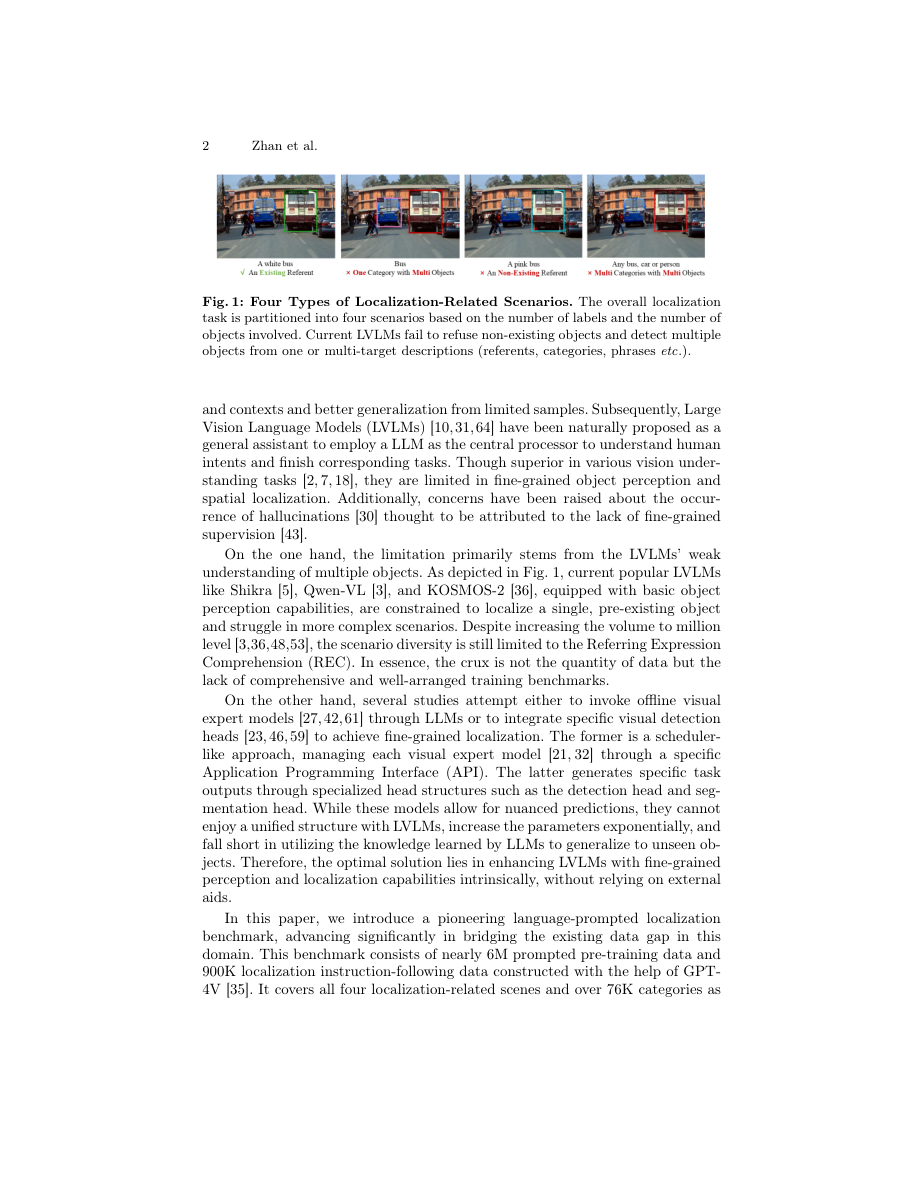 2 Zhan et al.
A white bus
√ An Existing Referent
Bus
× One Category with Multi Objects
A pink bus
× An Non-Existing Referent
Any bus, car or person
× Multi Categories with Multi Objects
Fig. 1: Four Types of Localization-Related Scenarios. The overall localization
task is partitioned into four scenarios based on the number of labels and the number of
objects involved. Current LVLMs fail to refuse non-existing objects and detect multiple
objects from one or multi-target descriptions (referents, categories, phrases etc.).
and contexts and better generalization from limited samples. Subsequently, Large
Vision Language Models (LVLMs) [10,31,64] have been naturally proposed as a
general assistant to employ a LLM as the central processor to understand human
intents and finish corresponding tasks. Though superior in various vision under-
standing tasks [2, 7, 18], they are limited in fine-grained object perception and
spatial localization. Additionally, concerns have been raised about the occur-
rence of hallucinations [30] thought to be attributed to the lack of fine-grained
supervision [43].
On the one hand, the limitation primarily stems from the LVLMs' weak
understanding of multiple objects. As depicted in Fig. 1, current popular LVLMs
like Shikra [5], Qwen-VL [3], and KOSMOS-2 [36], equipped with basic object
perception capabilities, are constrained to localize a single, pre-existing object
and struggle in more complex scenarios. Despite increasing the volume to million
level [3,36,48,53], the scenario diversity is still limited to the Referring Expression
Comprehension (REC). In essence, the crux is not the quantity of data but the
lack of comprehensive and well-arranged training benchmarks.
On the other hand, several studies attempt either to invoke offline visual
expert models [27, 42, 61] through LLMs or to integrate specific visual detection
heads [23, 46, 59] to achieve fine-grained localization. The former is a scheduler-
like approach, managing each visual expert model [21, 32] through a specific
Application Programming Interface (API). The latter generates specific task
outputs through specialized head structures such as the detection head and seg-
mentation head. While these models allow for nuanced predictions, they cannot
enjoy a unified structure with LVLMs, increase the parameters exponentially, and
fall short in utilizing the knowledge learned by LLMs to generalize to unseen ob-
jects. Therefore, the optimal solution lies in enhancing LVLMs with fine-grained
perception and localization capabilities intrinsically, without relying on external
aids.
In this paper, we introduce a pioneering language-prompted localization
benchmark, advancing significantly in bridging the existing data gap in this
domain. This benchmark consists of nearly 6M prompted pre-training data and
900K localization instruction-following data constructed with the help of GPT-
4V [35]. It covers all four localization-related scenes and over 76K categories as